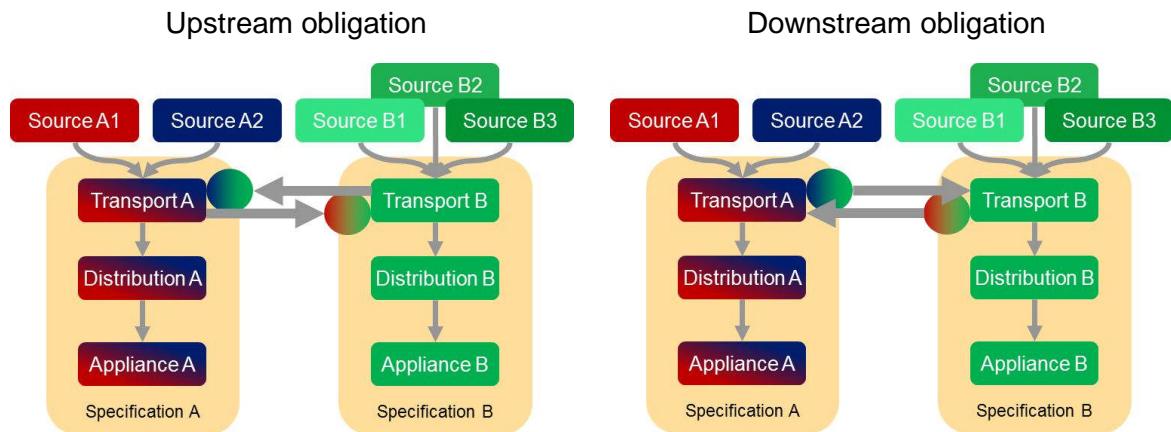 Upstream obligation
Source B2
Source A1
Source A2
Source B1
Source B3
Transport A
Transport B
Distribution A
Distribution B
Appliance A
Appliance B
Specification A
Specification B
Downstream obligation
Source B2
Source A1
Source A2
Source B1
Source B3
Transport A
Transport B
Distribution A
Distribution B
Appliance A
Appliance B
Specification A
Specification B